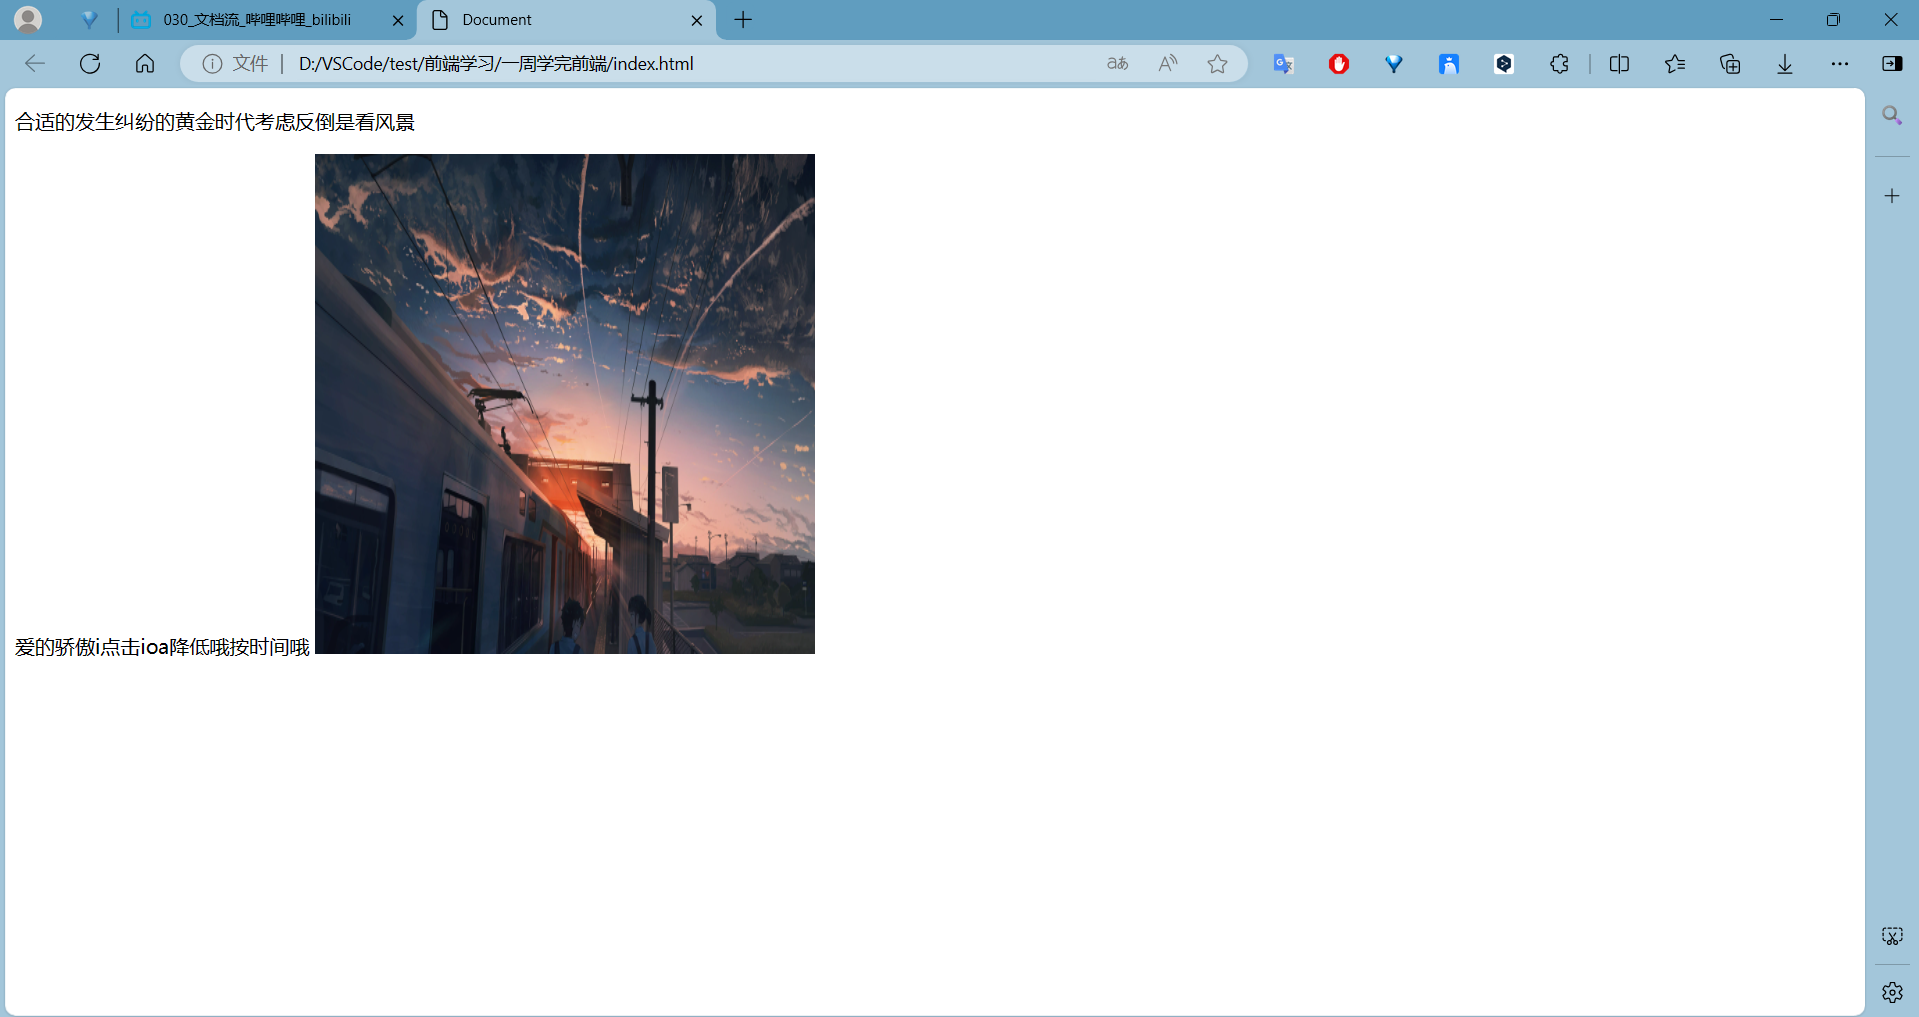 030_文档流_哔哩哔哩_bilibili
Document
文件
D:/VSCode/test/前端学习/一周学完前端/index.html
aあ
合适的发生纠纷的黄金时代考虑反倒是看风景
爱的骄傲i点击ioa降低哦按时间哦